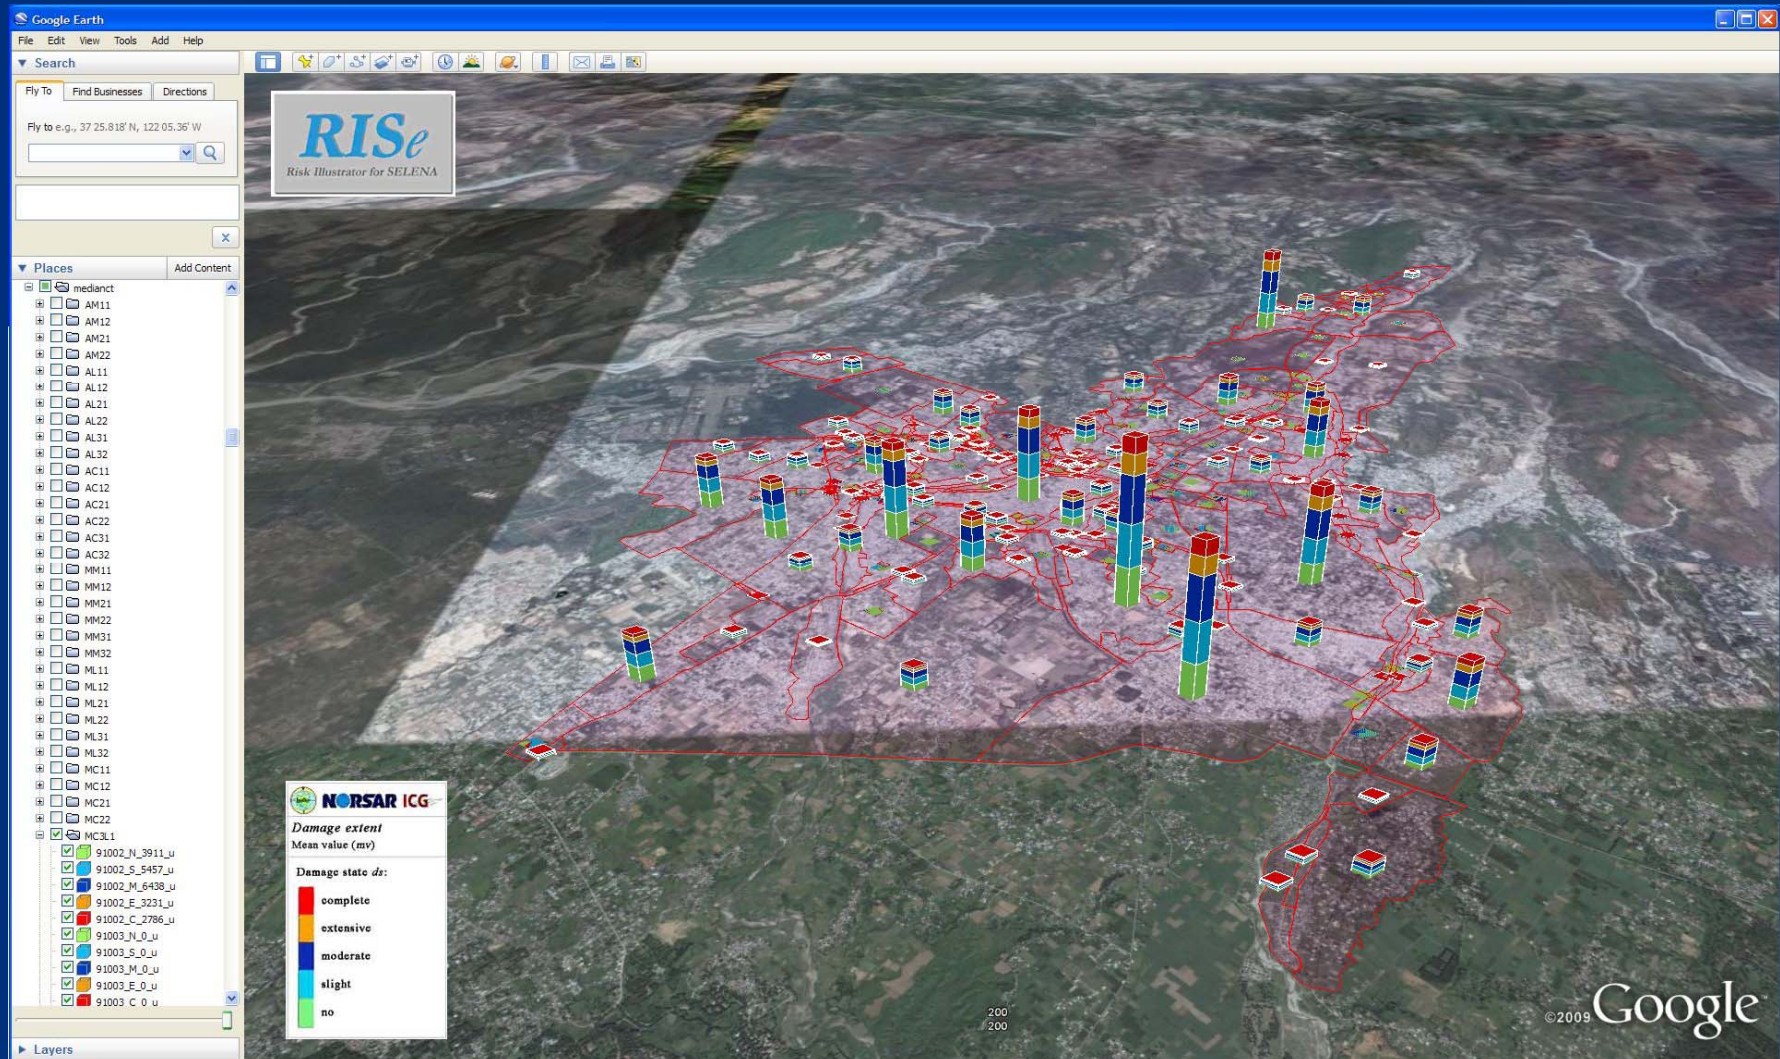 Google Earth
File Edit View Tools Add Help
Search
Fly To Find Businesses Directions
Fly to e.g., 37 25.818' N, 122 05.36' W
Places Add Content
medianct
AM11
AM12
AM21
AM22
AL11
AL12
AL21
AL22
AL31
AL32
AC11
AC12
AC21
AC22
AC31
AC32
MM11
MM12
MM21
MM22
MM31
MM32
ML11
ML12
ML21
ML22
ML31
ML32
MC11
MC12
MC21
MC22
MC3L1
91002_N_3911_u
91002_S_5457_u
91002_M_6438_u
91002_E_3231_u
91002_C_2786_u
91003_N_0_u
91003_S_0_u
91003_M_0_u
91003_E_0_u
91003_C_0_u
Layers
RISe
Risk Illustrator for SELENA
NORSAR ICG
Damage extent
Mean value (mv)
Damage state ds:
complete
extensive
moderate
slight
no
200
200
©2009 Google